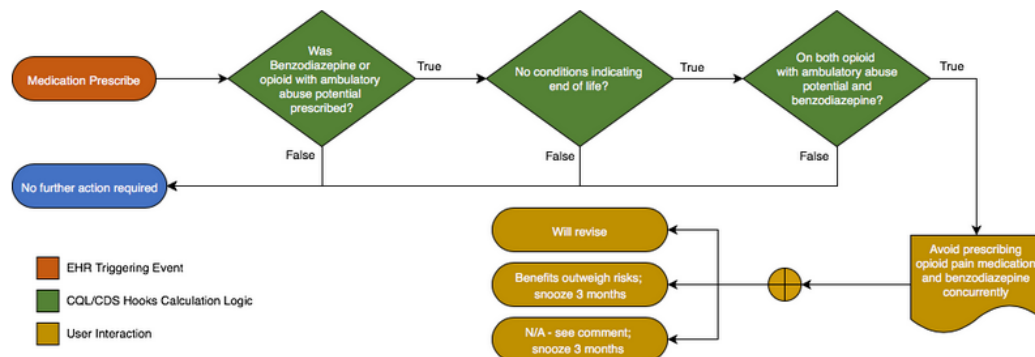 Medication Prescribe
Was
Benzodiazepine or
opioid with ambulatory
abuse potential
prescribed?
True
No conditions indicating
end of life?
True
On both opioid
with ambulatory abuse
potential and
benzodiazepine?
True
False
False
False
No further action required
Will revise
Benefits outweigh risks;
snooze 3 months
N/A - see comment;
snooze 3 months
Avoid prescribing
opioid pain medication
and benzodiazepine
concurrently
EHR Triggering Event
CQL/CDS Hooks Calculation Logic
User Interaction